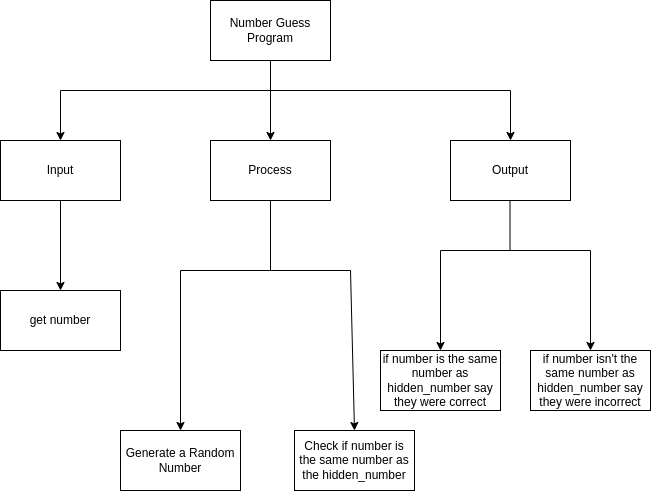 Number Guess
Program
Input
Process
Output
get number
if number is the same
number as
hidden_number say
they were correct
if number isn't the
same number as
hidden_number say
they were incorrect
Generate a Random
Number
Check if number is
the same number as
the hidden_number